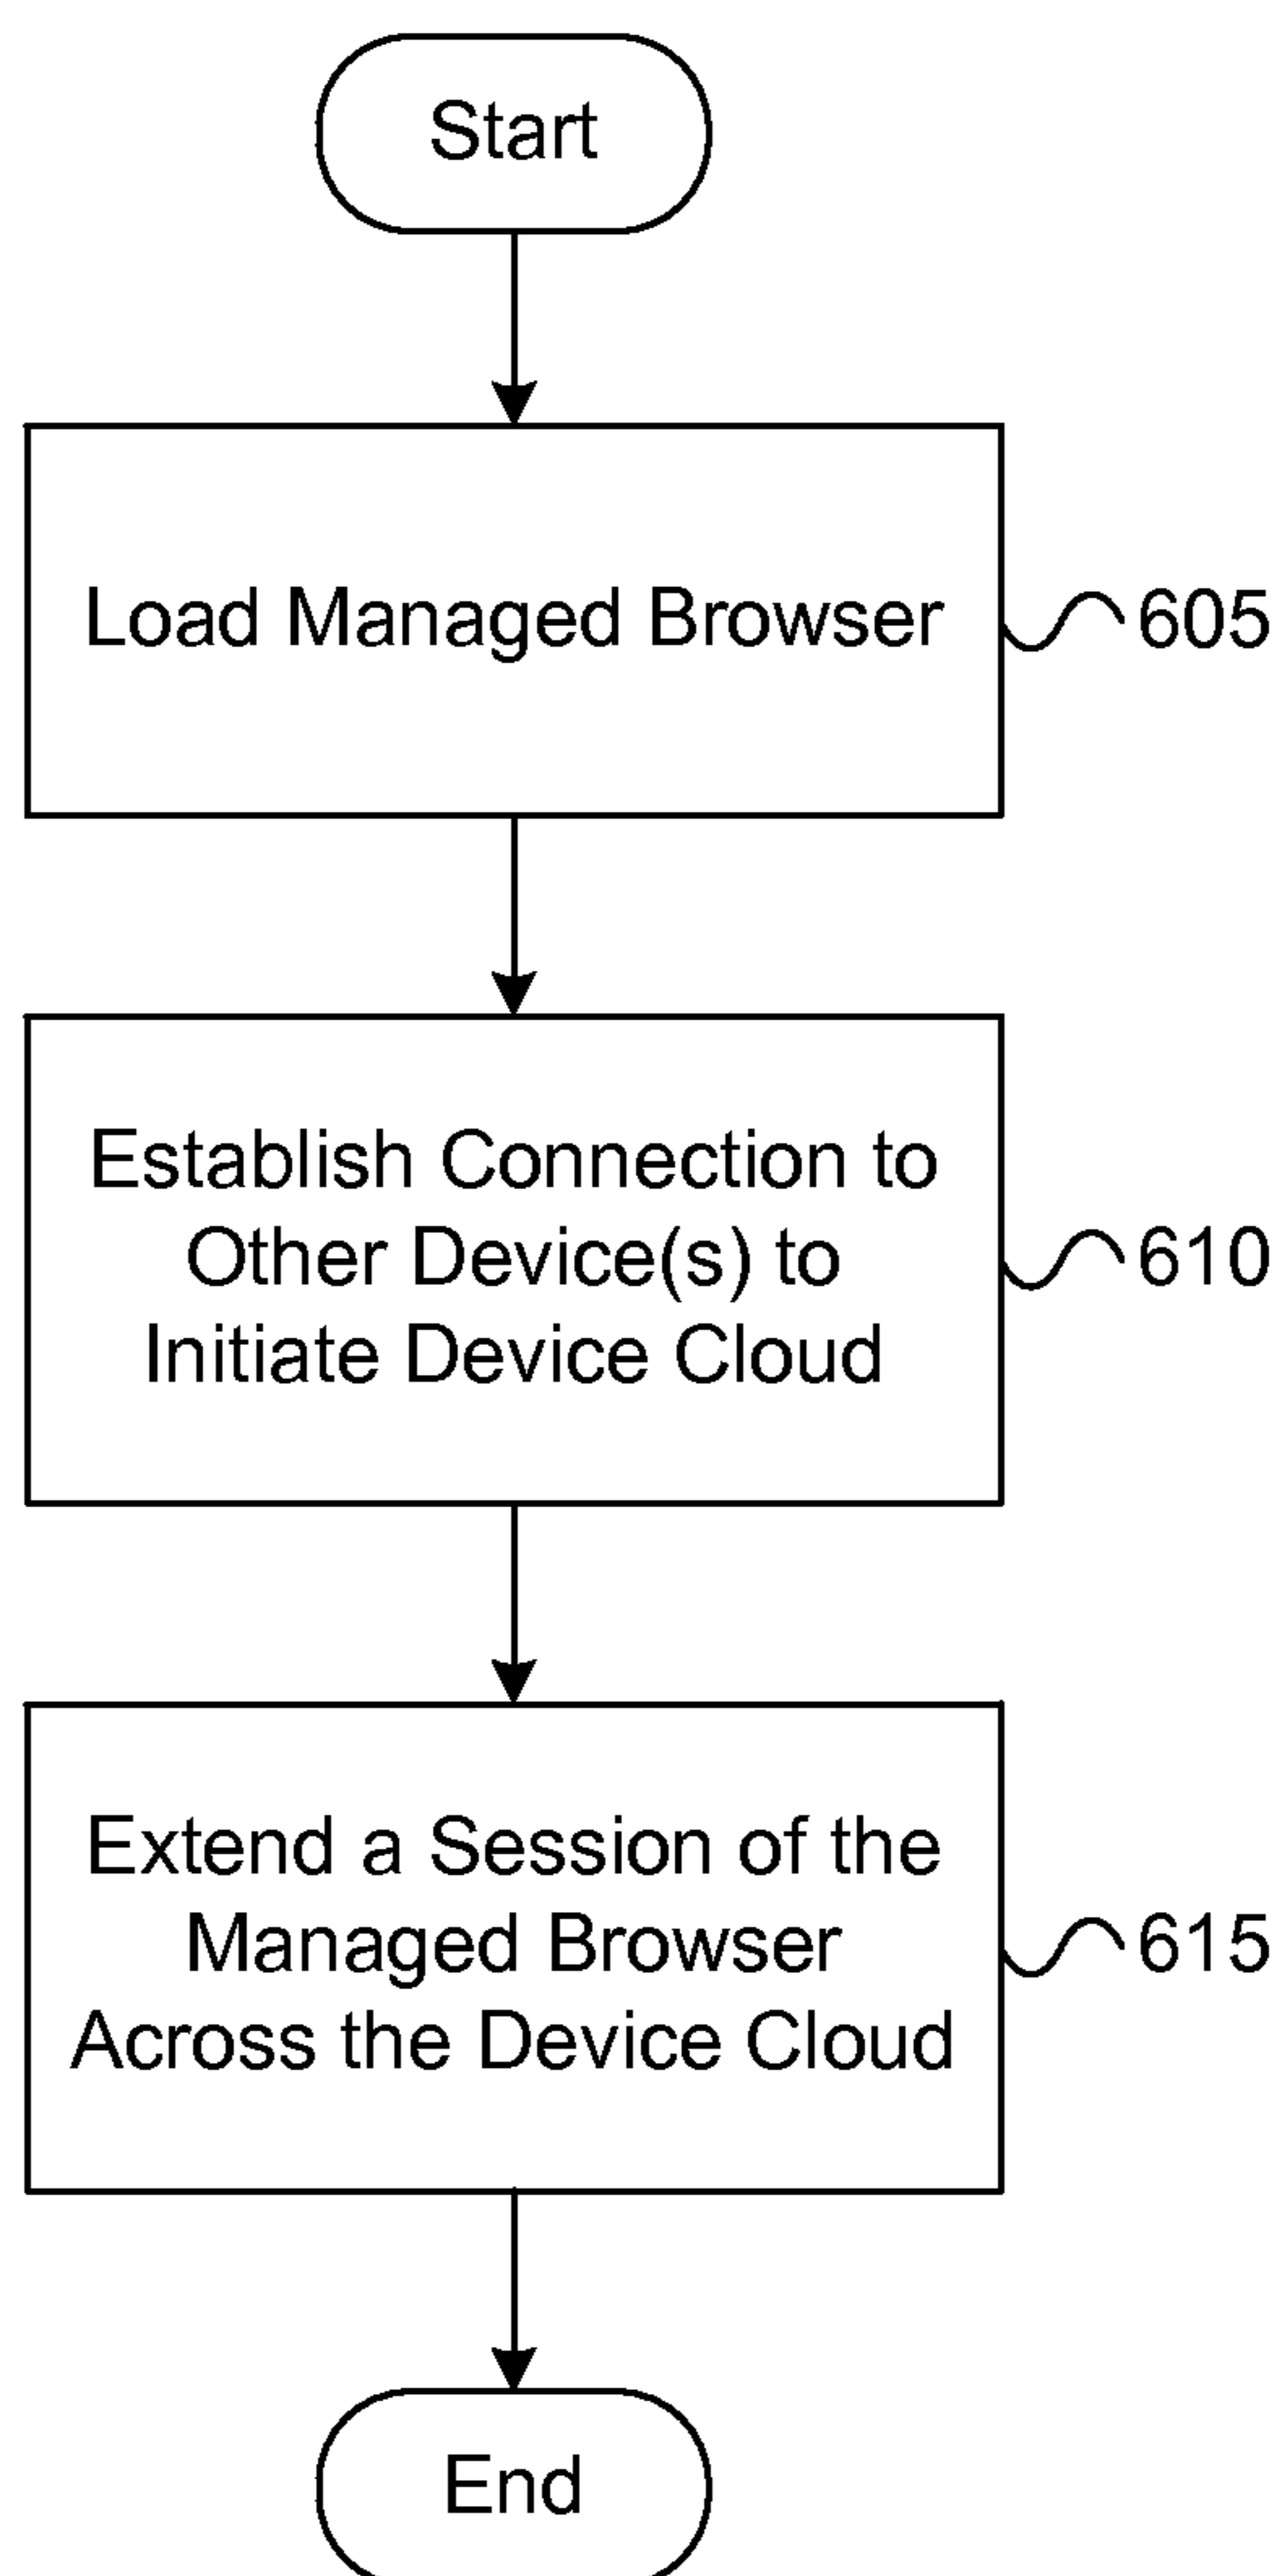 Start
Load Managed Browser
605
Establish Connection to
Other Device(s) to
Initiate Device Cloud
610
Extend a Session of the
Managed Browser
Across the Device Cloud
615
End